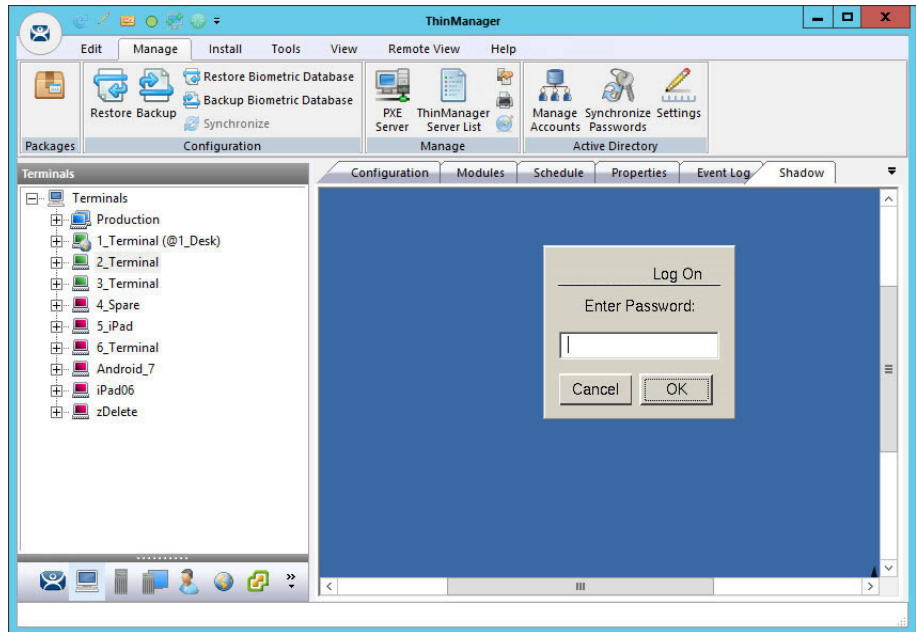 ThinManager
Edit Manage Install Tools View Remote View Help
Restore Backup
Restore Biometric Database
Backup Biometric Database
Synchronize
PXE Server
ThinManager Server List
Manage Accounts
Synchronize Passwords
Settings
Packages
Configuration
Manage
Active Directory
Terminals
Configuration Modules Schedule Properties Event Log Shadow
Terminals
Production
1_Terminal (@1_Desk)
2_Terminal
3_Terminal
4_Spare
5_iPad
6_Terminal
Android_7
iPad06
zDelete
Log On
Enter Password:
Cancel OK